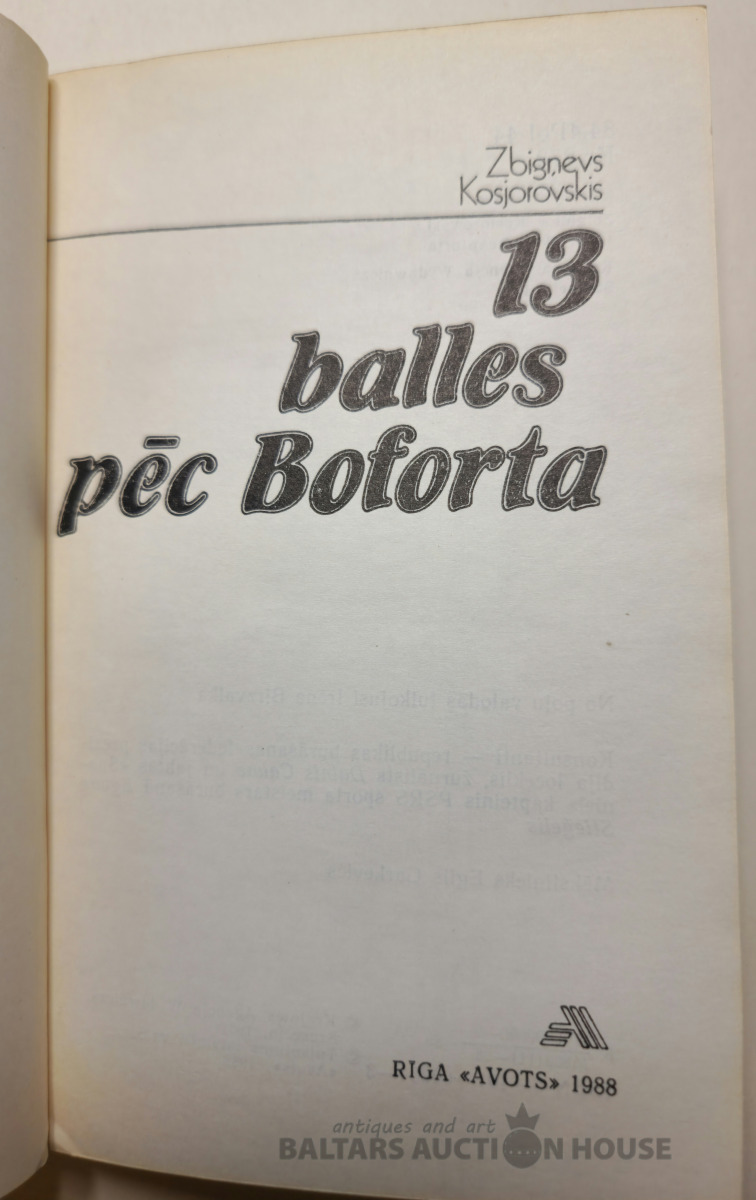 Zbigņevs
Kosjorovskis
13
balles
pēc Boforta
RIGA «AVOTS» 1988
antiques and art
BALTARS AUCTION HOUSE